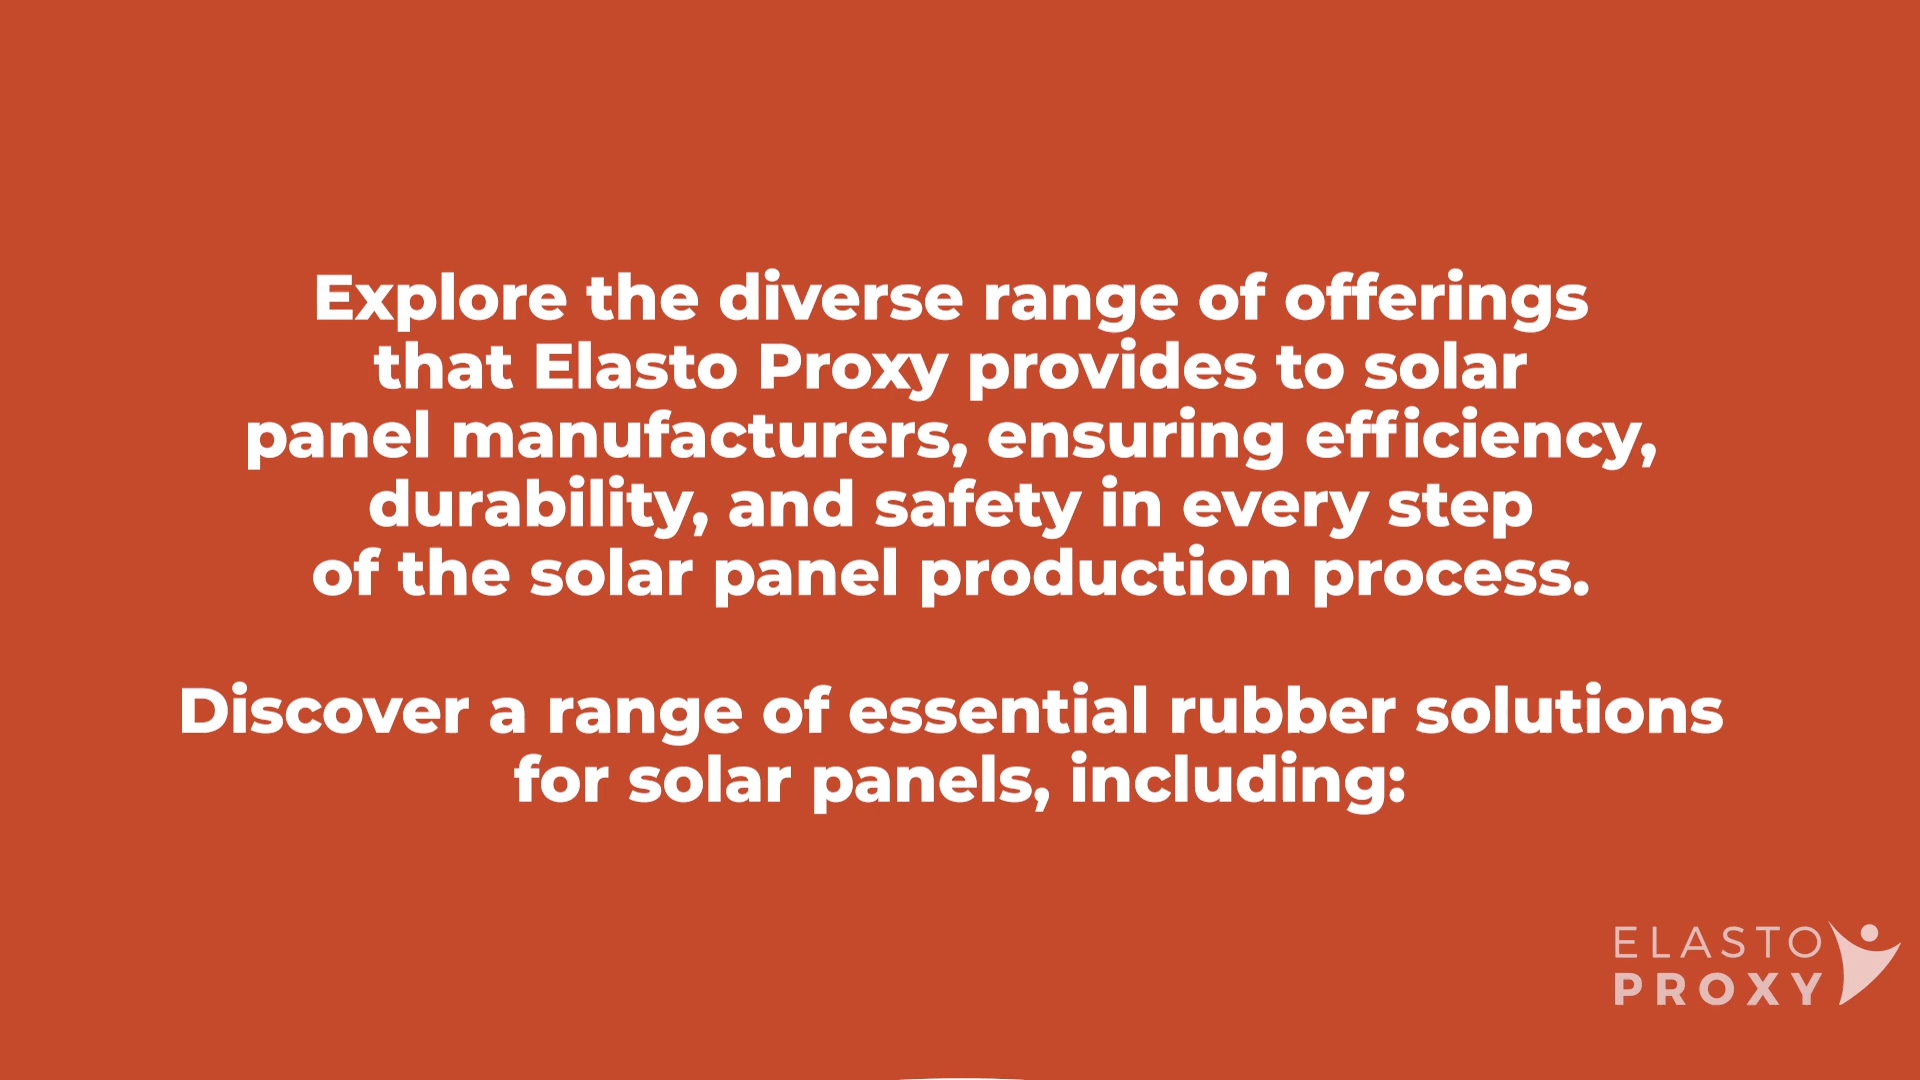 Explore the diverse range of offerings
that Elasto Proxy provides to solar
panel manufacturers, ensuring efficiency,
durability, and safety in every step
of the solar panel production process.
Discover a range of essential rubber solutions
for solar panels, including:
ELASTO
PROXY